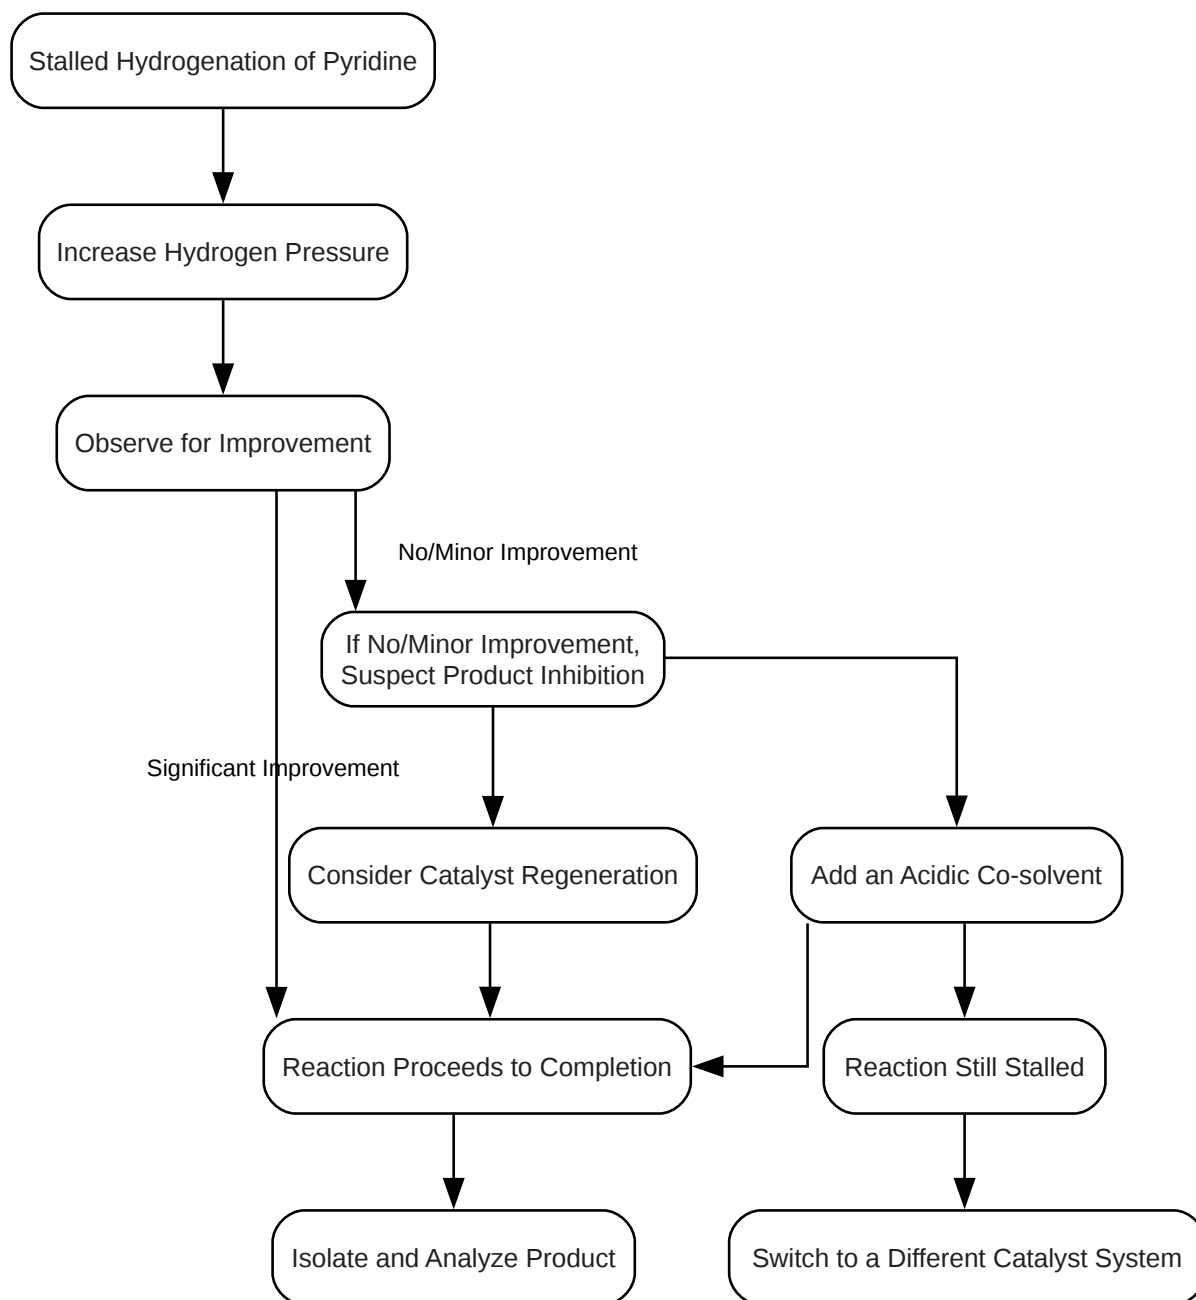 Stalled Hydrogenation of Pyridine
Increase Hydrogen Pressure
Observe for Improvement
No/Minor Improvement
If No/Minor Improvement,
Suspect Product Inhibition
Significant Improvement
Consider Catalyst Regeneration
Add an Acidic Co-solvent
Reaction Proceeds to Completion
Reaction Still Stalled
Isolate and Analyze Product
Switch to a Different Catalyst System